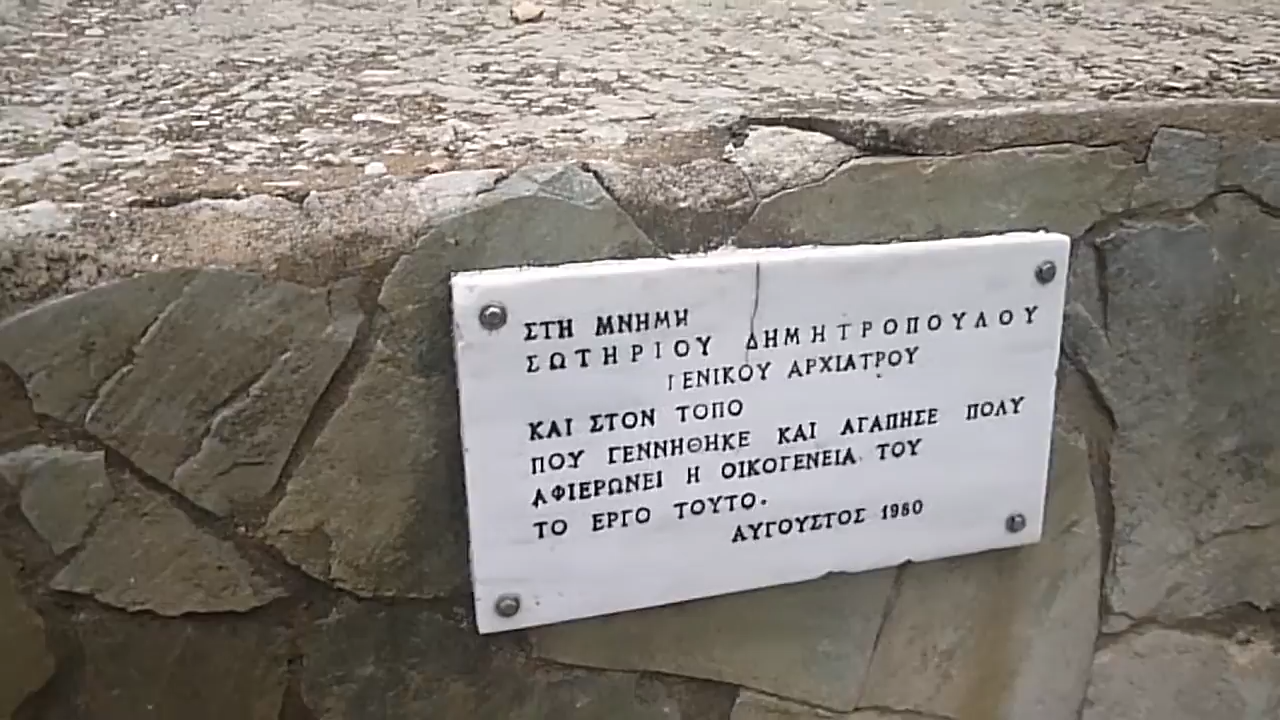 ΣΤΗ ΜΝΗΜΗ
ΣΩΤΗΡΙΟΥ ΔΗΜΗΤΡΟΠΟΥΛΟΥ
ΓΕΝΙΚΟΥ ΑΡΧΙΑΤΡΟΥ
ΚΑΙ ΣΤΟΝ ΤΟΠΟ
ΠΟΥ ΓΕΝΝΗΘΗΚΕ ΚΑΙ ΑΓΑΠΗΣΕ ΠΟΛΥ
ΑΦΙΕΡΩΝΕΙ Η ΟΙΚΟΓΕΝΕΙΑ ΤΟΥ
ΤΟ ΕΡΓΟ ΤΟΥΤΟ.
ΑΥΓΟΥΣΤΟΣ 1980